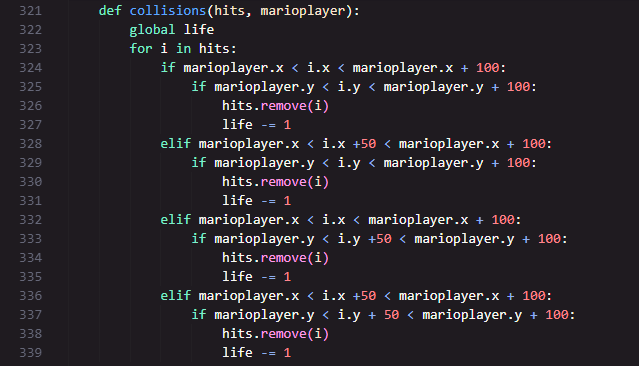 321 def collisions(hits, marioplayer):
322 global life
323 for i in hits:
324 if marioplayer.x < i.x < marioplayer.x + 100:
325 if marioplayer.y < i.y < marioplayer.y + 100:
326 hits.remove(i)
327 life -= 1
328 elif marioplayer.x < i.x +50 < marioplayer.x + 100:
329 if marioplayer.y < i.y < marioplayer.y + 100:
330 hits.remove(i)
331 life -= 1
332 elif marioplayer.x < i.x < marioplayer.x + 100:
333 if marioplayer.y < i.y +50 < marioplayer.y + 100:
334 hits.remove(i)
335 life -= 1
336 elif marioplayer.x < i.x +50 < marioplayer.x + 100:
337 if marioplayer.y < i.y + 50 < marioplayer.y + 100:
338 hits.remove(i)
339 life -= 1